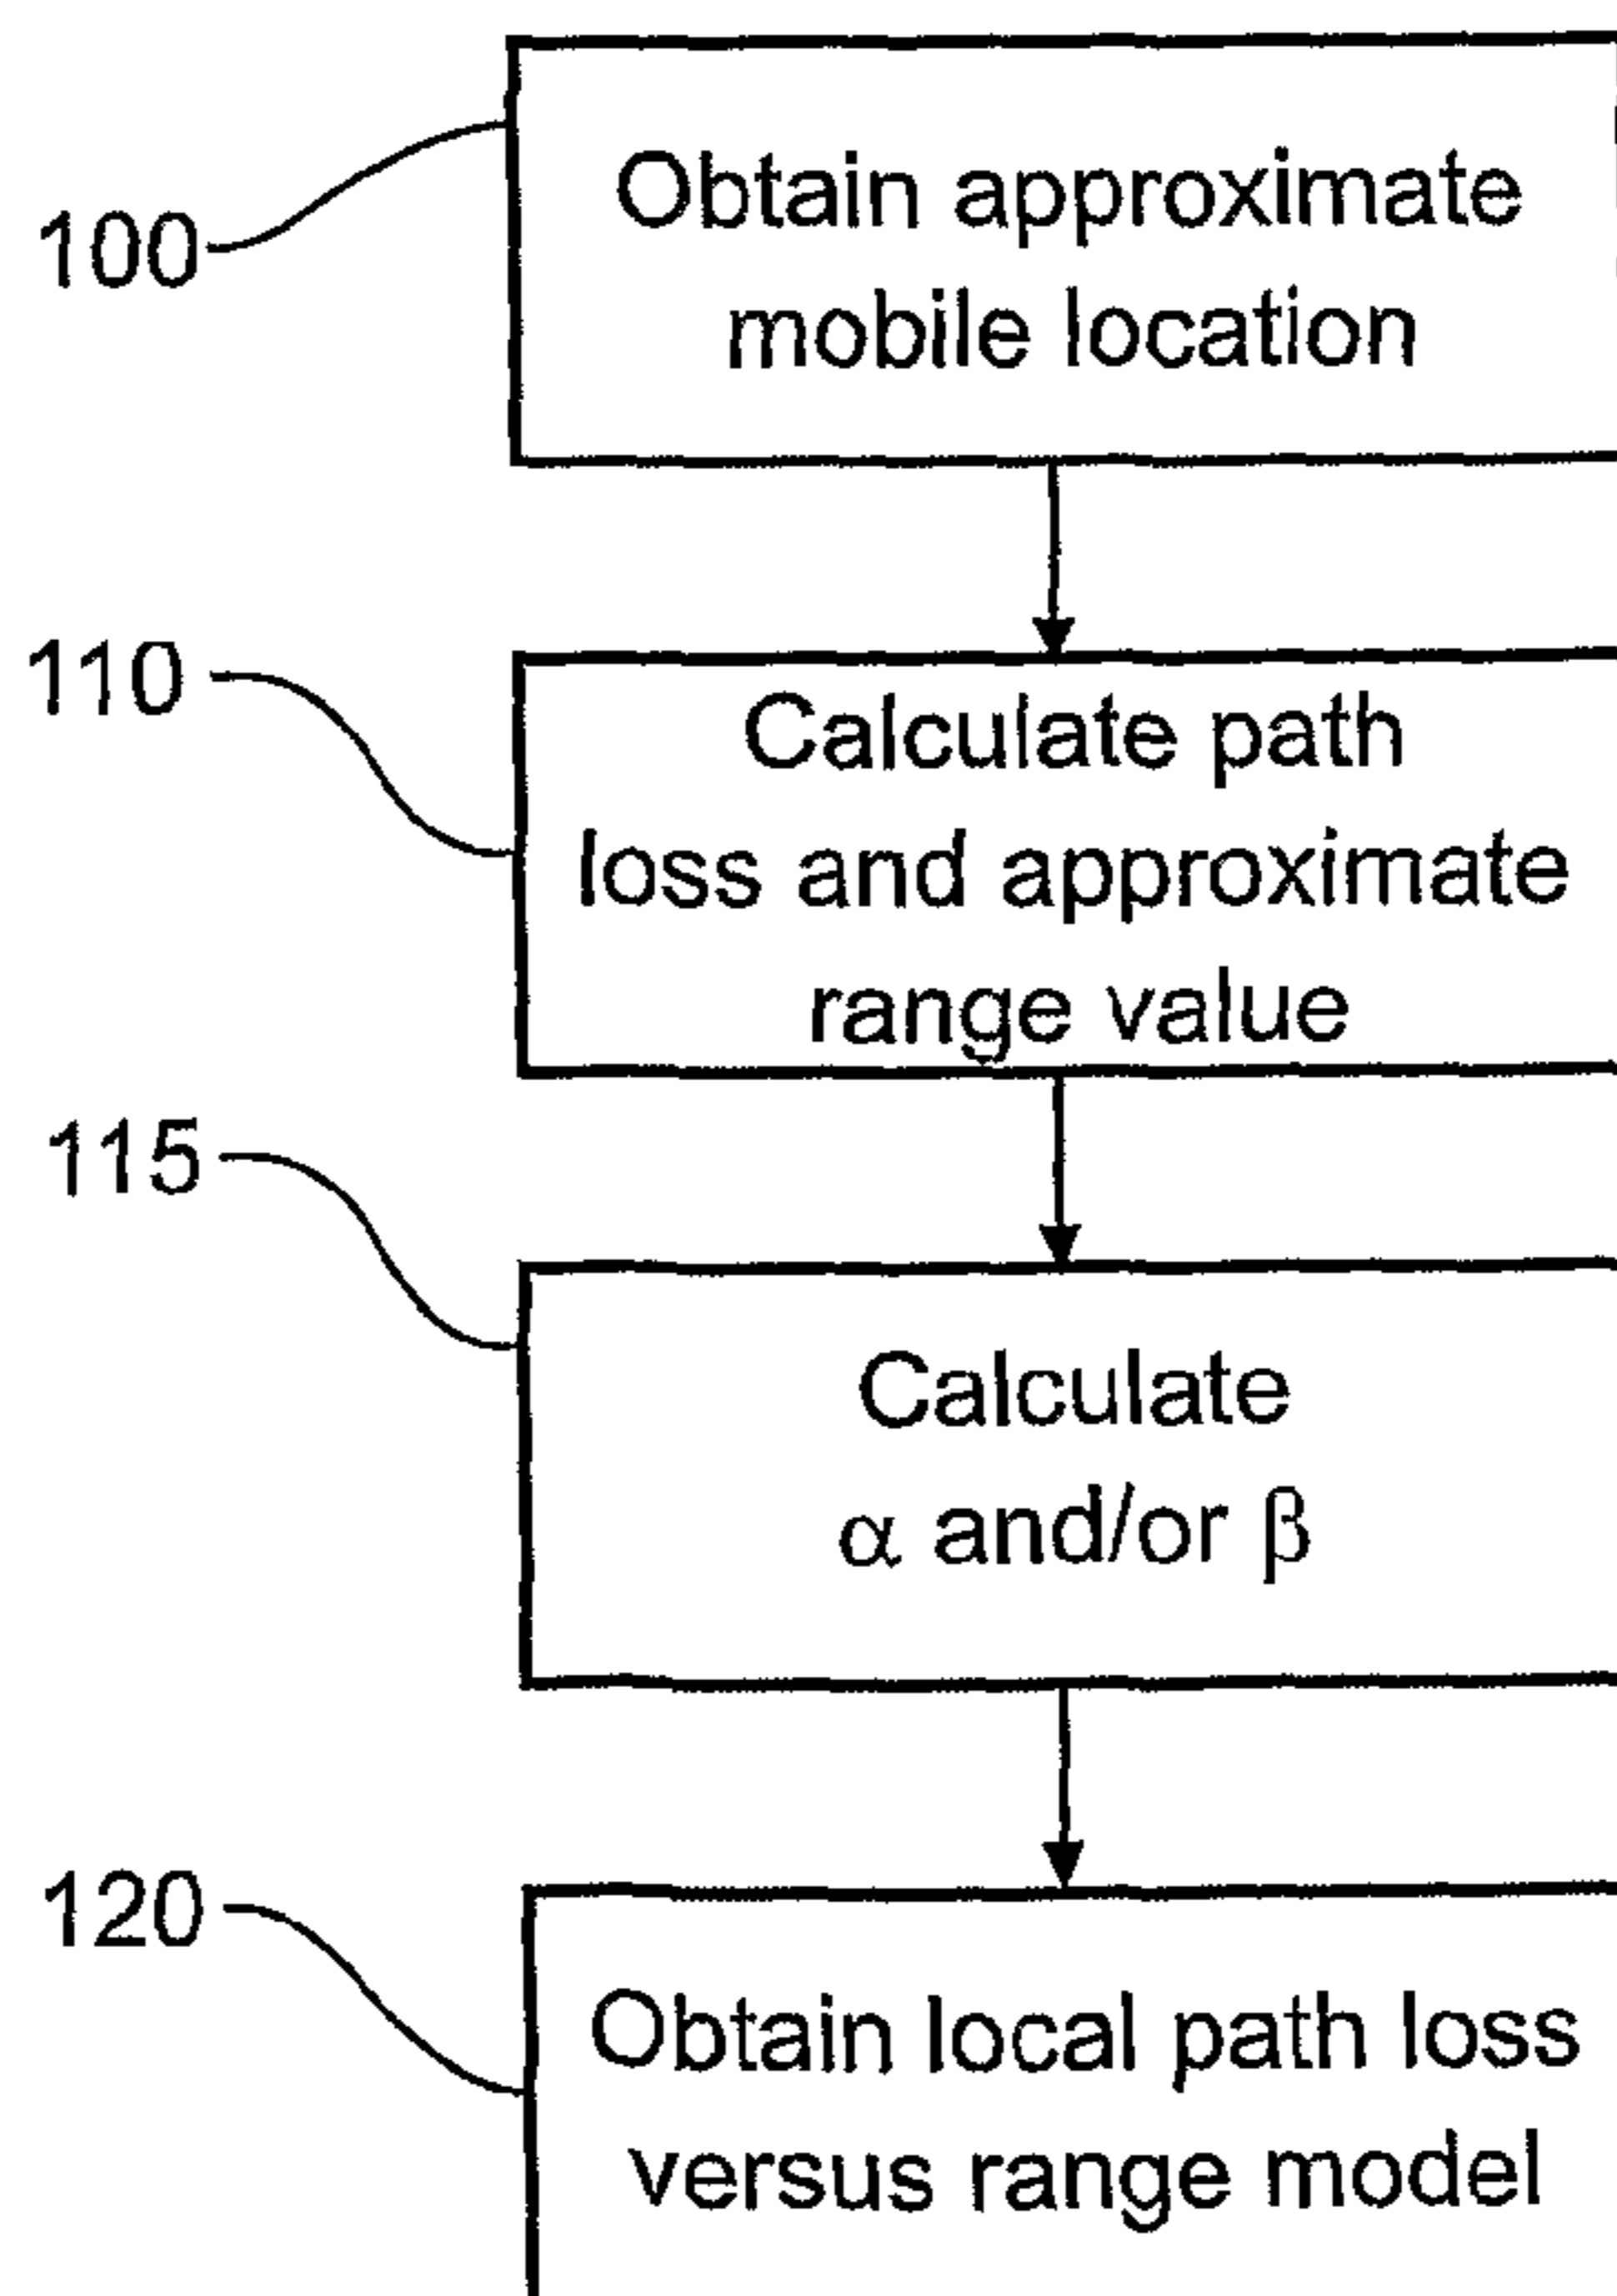 100
Obtain approximate
mobile location
110
Calculate path
loss and approximate
range value
115
Calculate
α and/or β
120
Obtain local path loss
versus range model